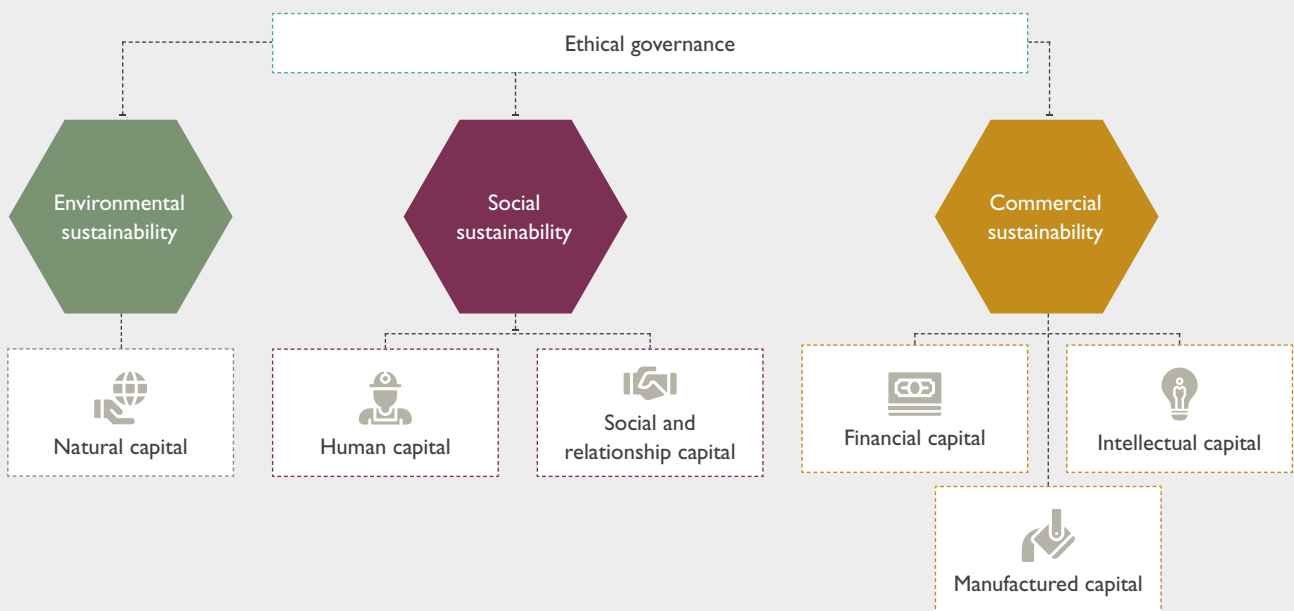 Ethical governance
Environmental
sustainability
Social
sustainability
Commercial
sustainability
Natural capital
Human capital
Social and
relationship capital
Financial capital
Intellectual capital
Manufactured capital